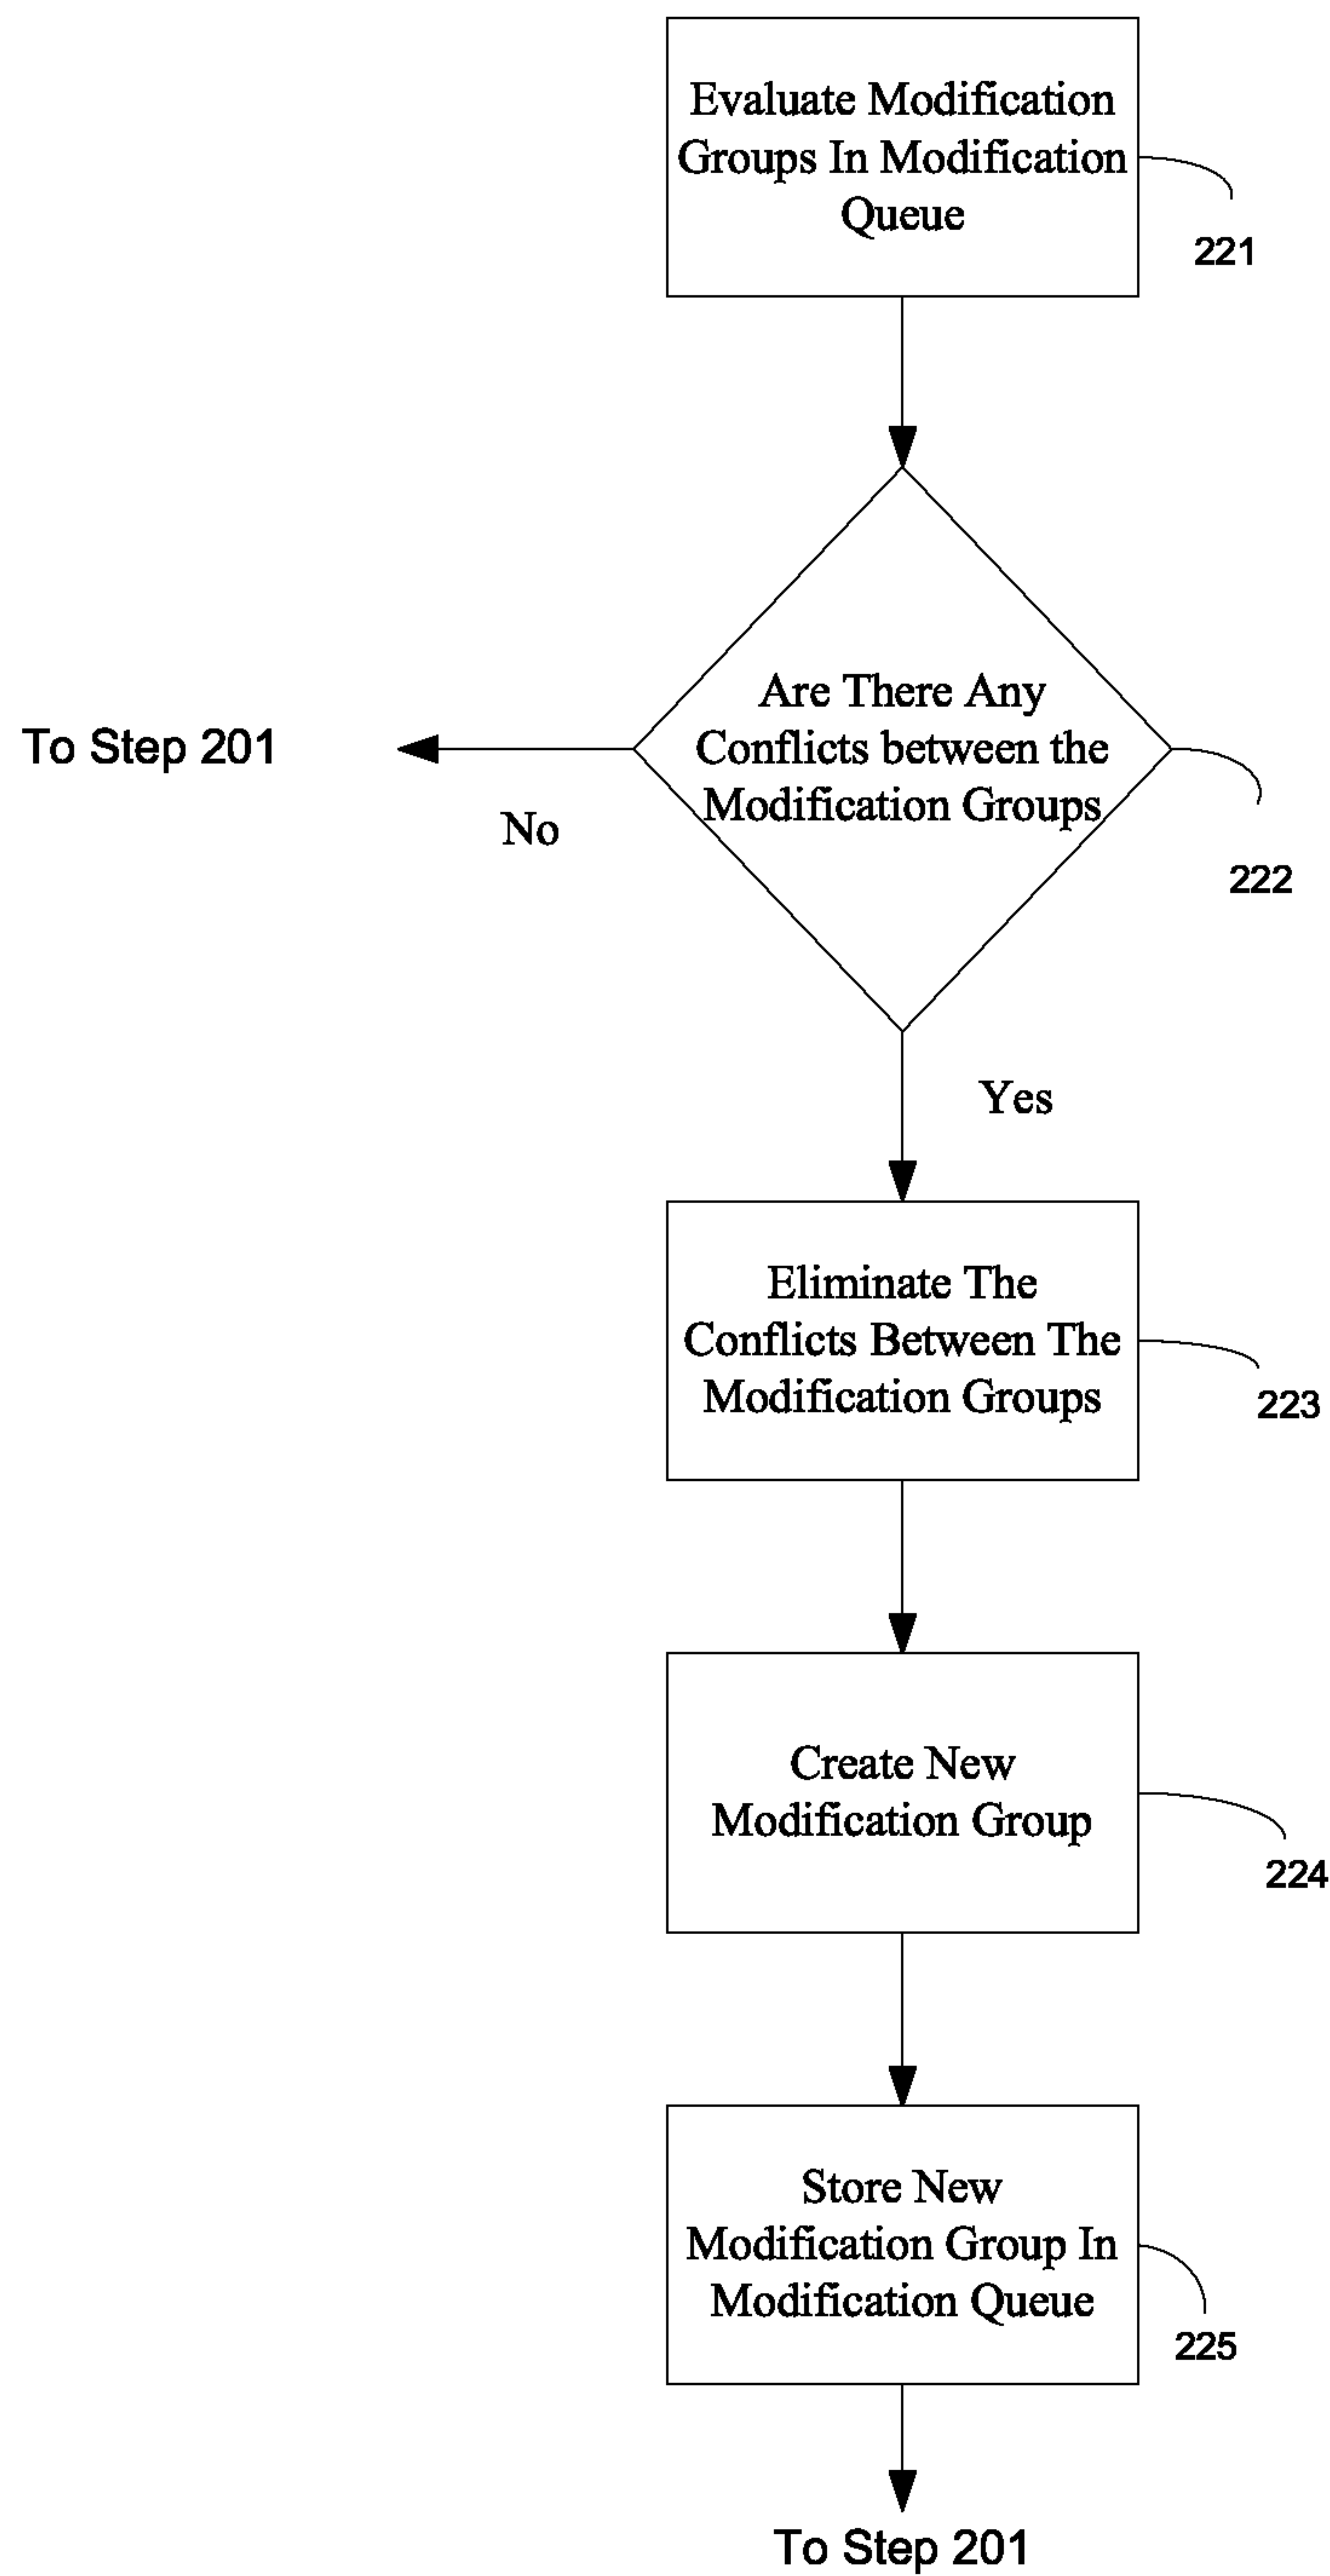 Evaluate Modification
Groups In Modification
Queue
221
Are There Any
Conflicts between the
Modification Groups
222
To Step 201
No
Yes
Eliminate The
Conflicts Between The
Modification Groups
223
Create New
Modification Group
224
Store New
Modification Group In
Modification Queue
225
To Step 201